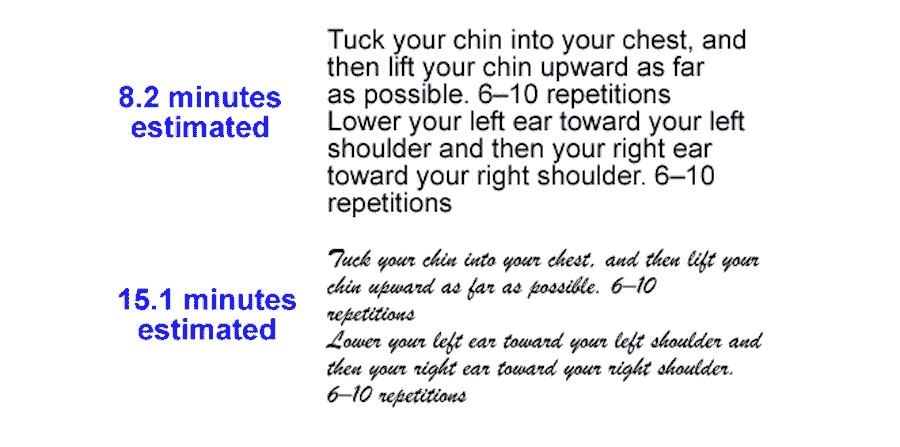 8.2 minutes
estimated
Tuck your chin into your chest, and
then lift your chin upward as far
as possible. 6–10 repetitions
Lower your left ear toward your left
shoulder and then your right ear
toward your right shoulder. 6–10
repetitions
15.1 minutes
estimated
Tuck your chin into your chest, and then lift your
chin upward as far as possible. 6–10
repetitions
Lower your left ear toward your left shoulder and
then your right ear toward your right shoulder.
6–10 repetitions